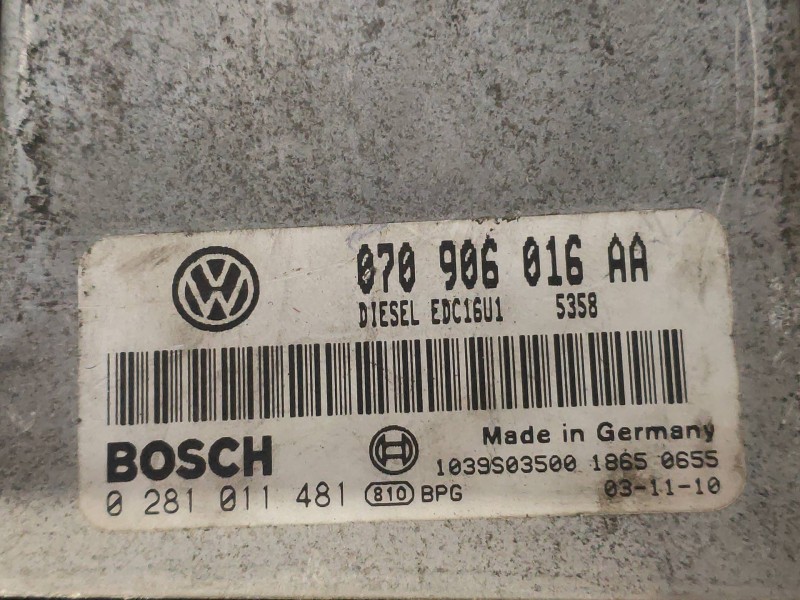 070 906 016 AA
DIESEL EDC16U1 5358
BOSCH
Made in Germany
1039S03500 1865 0655
0 281 011 481 810 BPG
03-11-10